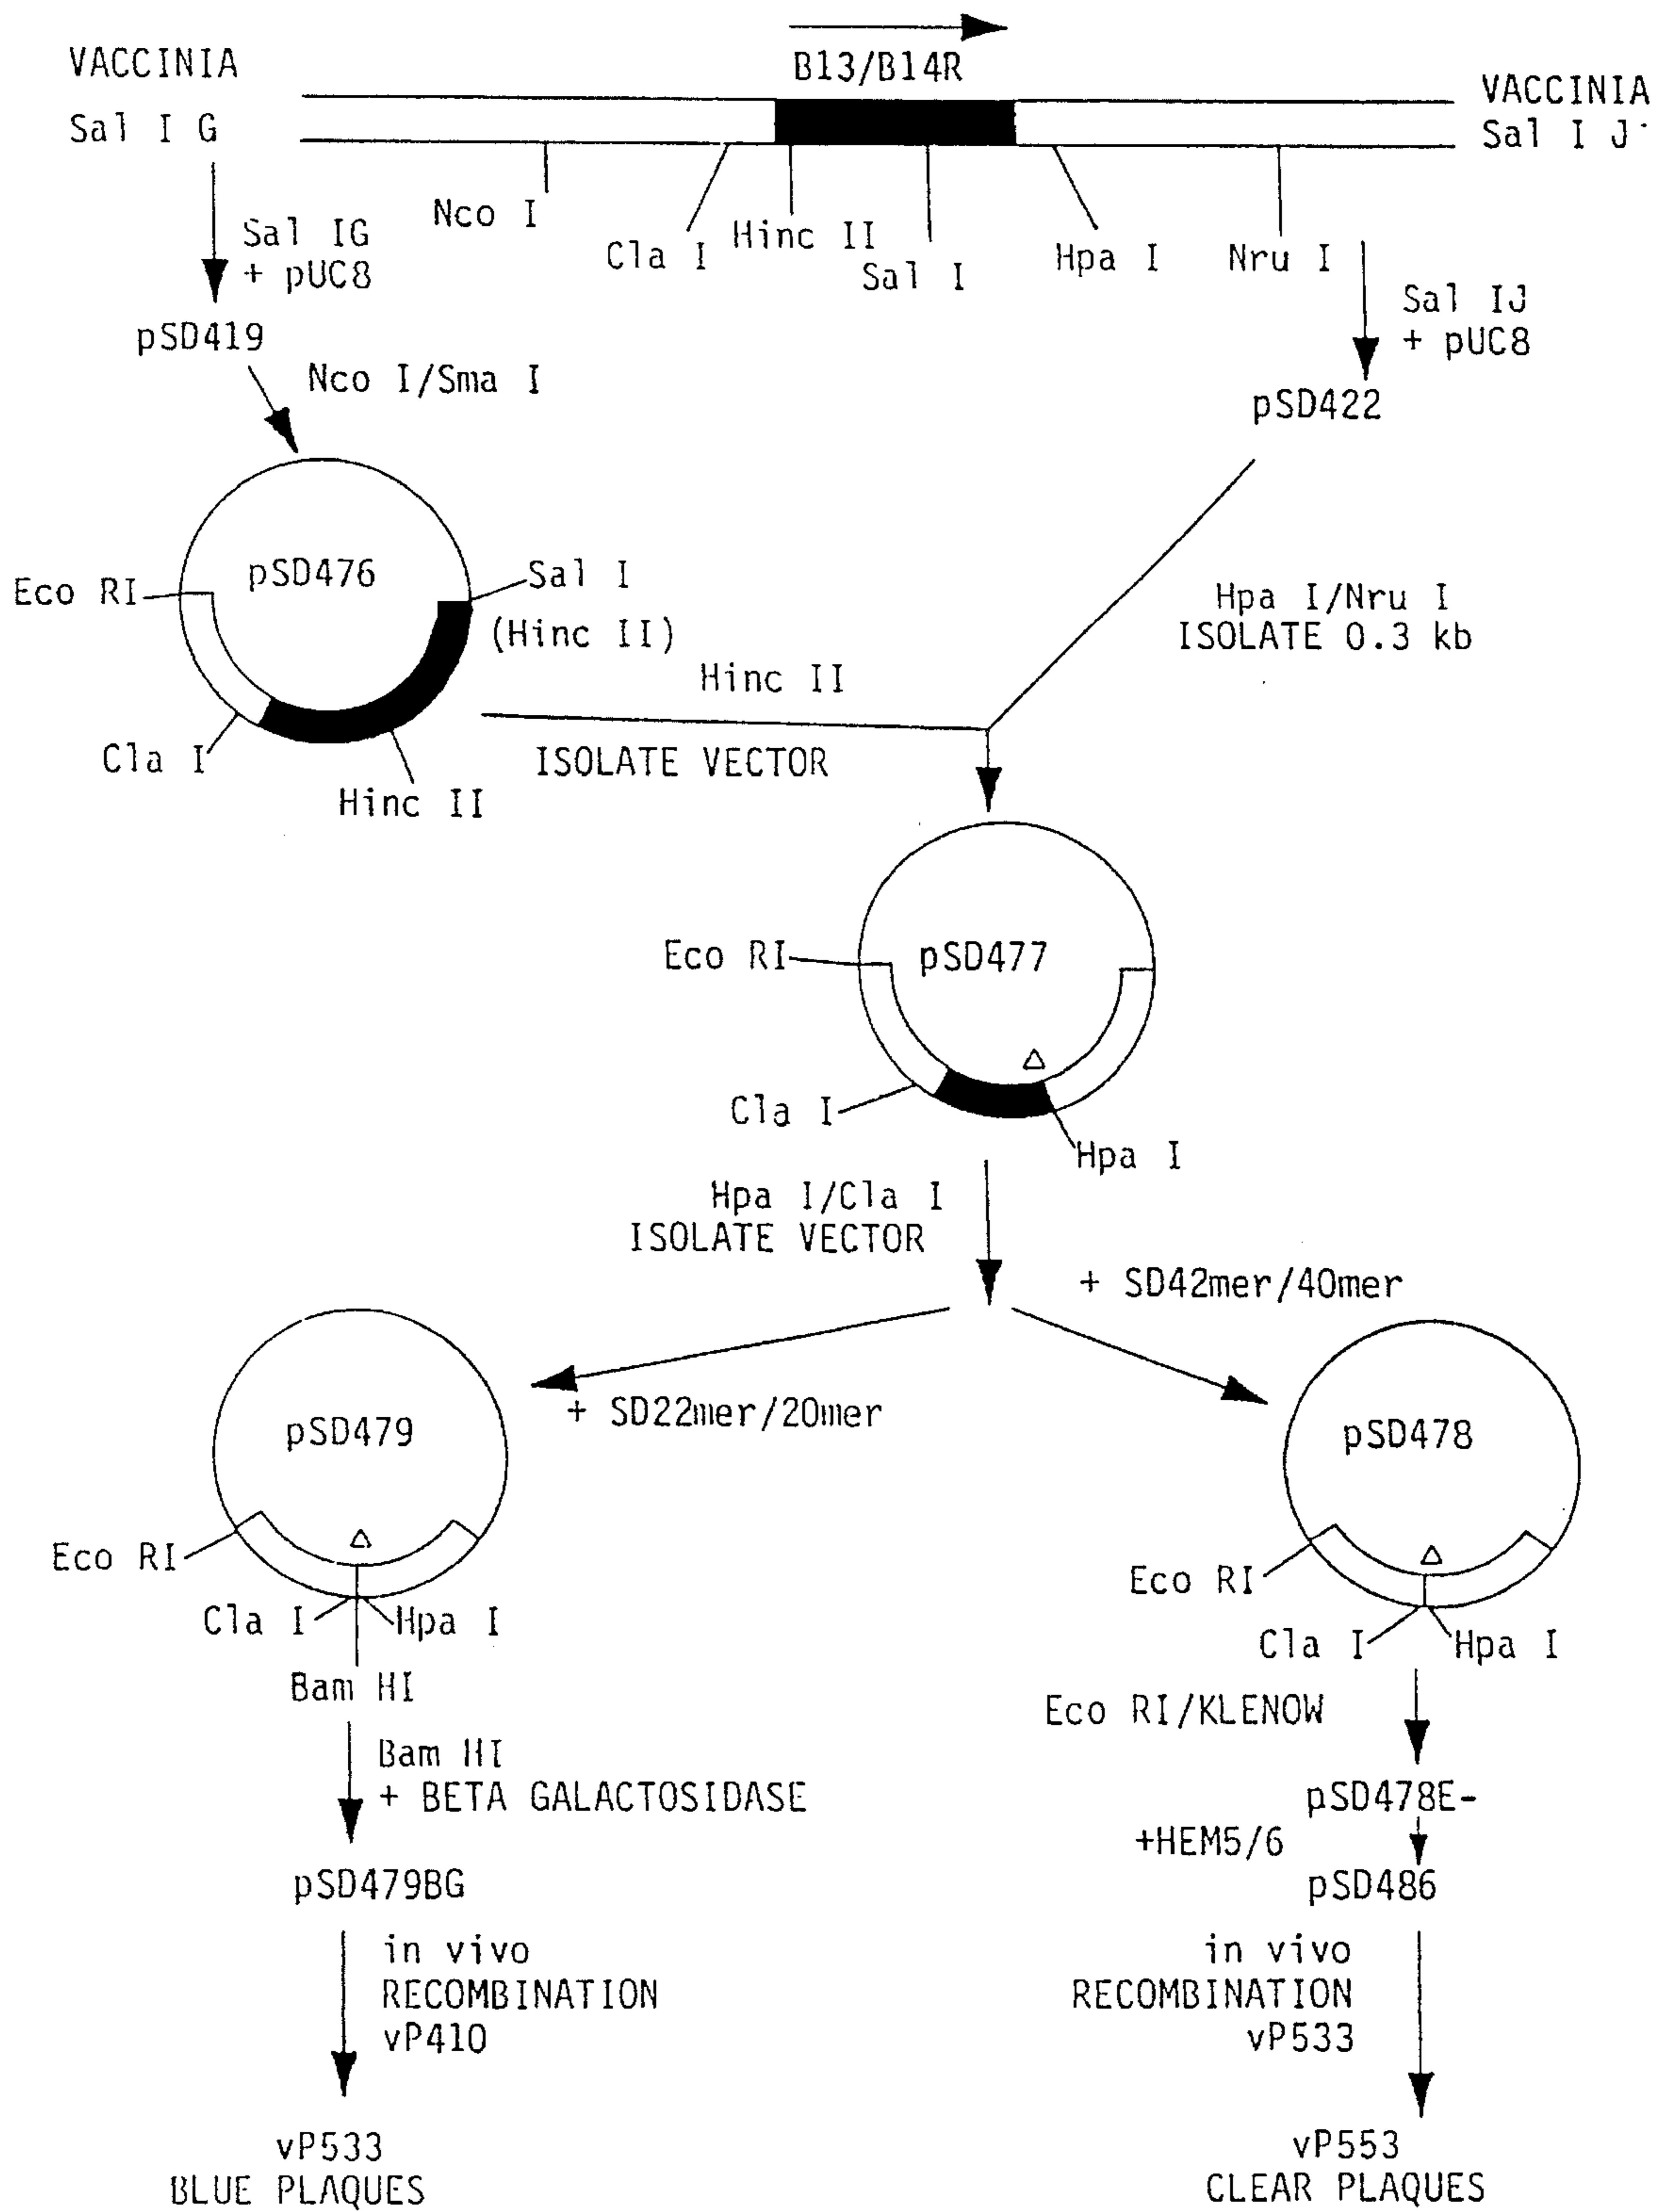 VACCINIA
Sal I G
B13/B14R
VACCINIA
Sal I J
Nco I
Cla I
Hinc II
Sal I
Hpa I
Nru I
Sal IG
+ pUC8
pSD419
Nco I/Sma I
Sal IJ
+ pUC8
pSD422
pSD476
Eco RI
Sal I
(Hinc II)
Cla I
Hinc II
Hinc II
ISOLATE VECTOR
Hpa I/Nru I
ISOLATE 0.3 kb
pSD477
Eco RI
△
Cla I
Hpa I
Hpa I/Cla I
ISOLATE VECTOR
+ SD42mer/40mer
+ SD22mer/20mer
pSD479
Eco RI
△
Cla I
Hpa I
Bam HI
pSD478
Eco RI
△
Cla I
Hpa I
Bam HI
+ BETA GALACTOSIDASE
pSD479BG
in vivo
RECOMBINATION
vP410
vP533
BLUE PLAQUES
Eco RI/KLENOW
pSD478E-
+HEM5/6
pSD486
in vivo
RECOMBINATION
vP533
vP553
CLEAR PLAQUES